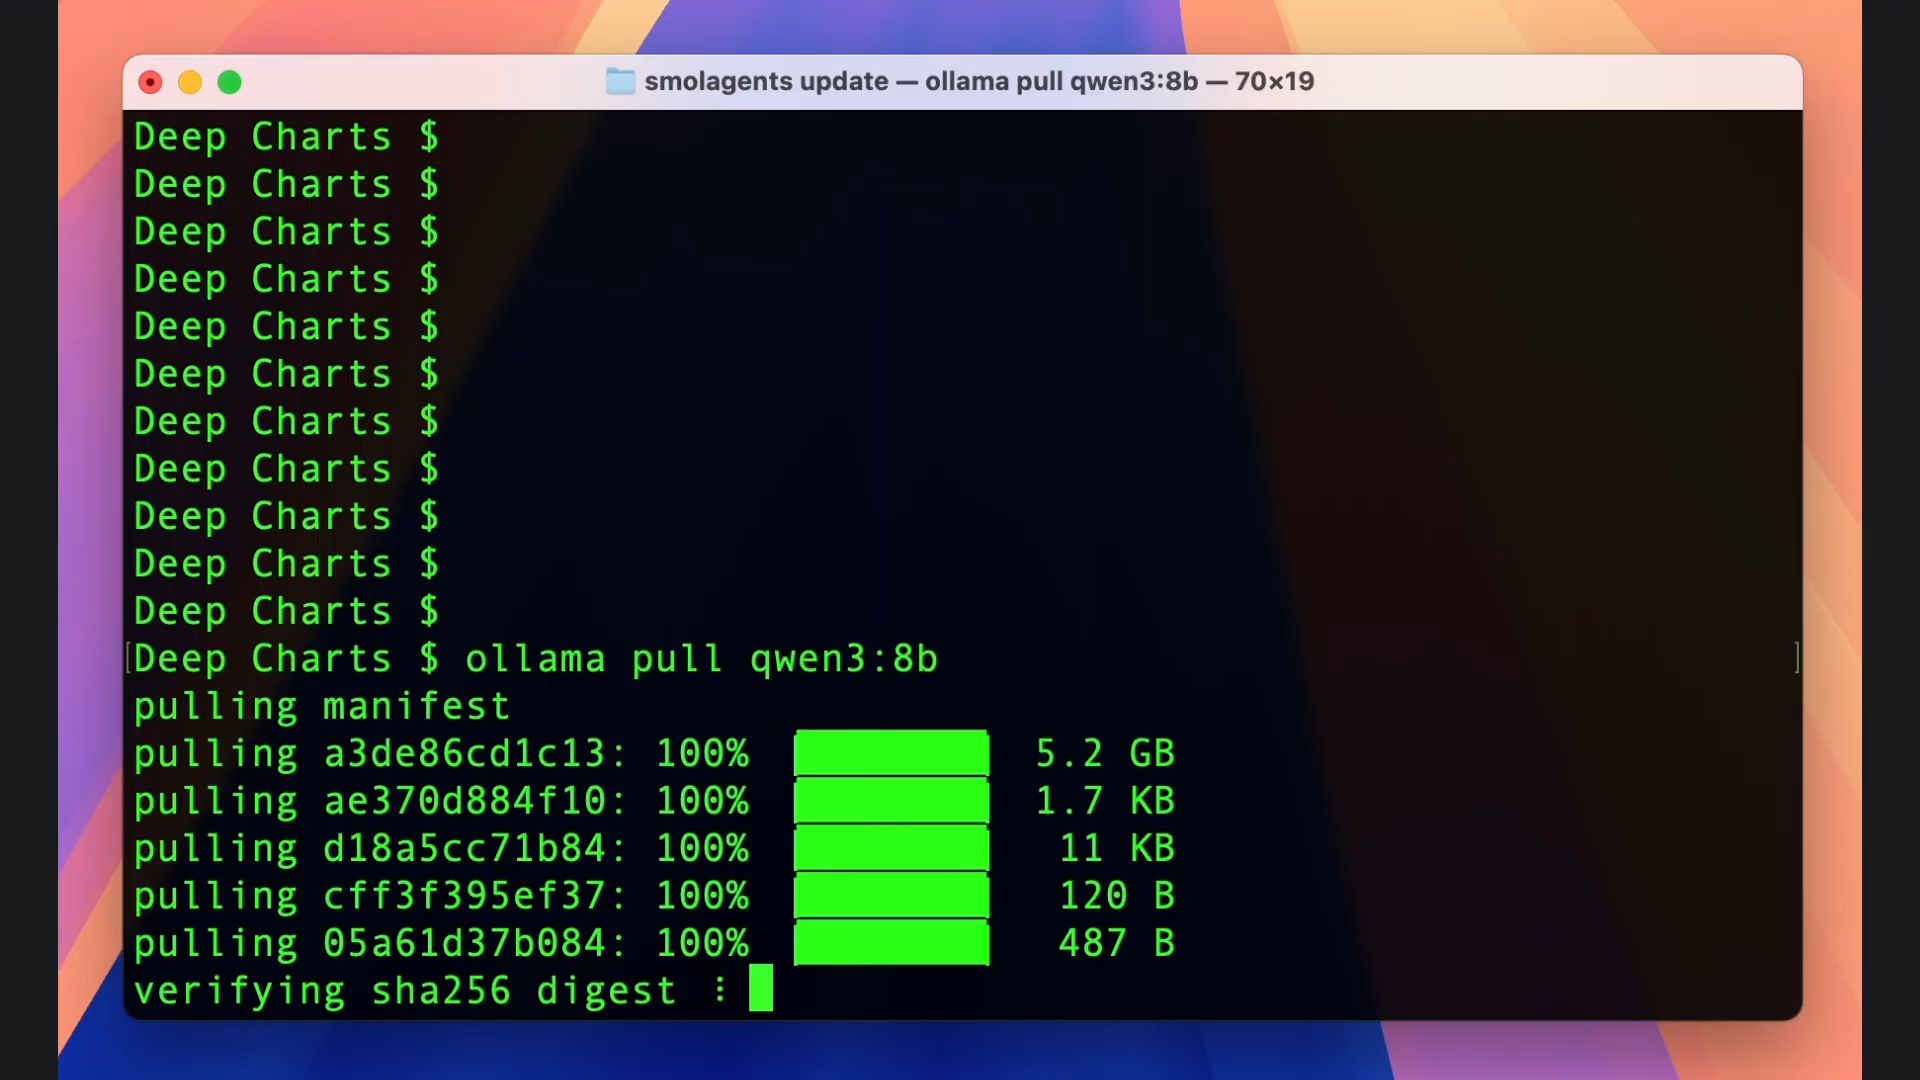 smolagents update — ollama pull qwen3:8b — 70×19
Deep Charts $
Deep Charts $
Deep Charts $
Deep Charts $
Deep Charts $
Deep Charts $
Deep Charts $
Deep Charts $
Deep Charts $
Deep Charts $
Deep Charts $
[Deep Charts $ ollama pull qwen3:8b ]
pulling manifest
pulling a3de86cd1c13: 100% 5.2 GB
pulling ae370d884f10: 100% 1.7 KB
pulling d18a5cc71b84: 100% 11 KB
pulling cff3f395ef37: 100% 120 B
pulling 05a61d37b084: 100% 487 B
verifying sha256 digest ⠇